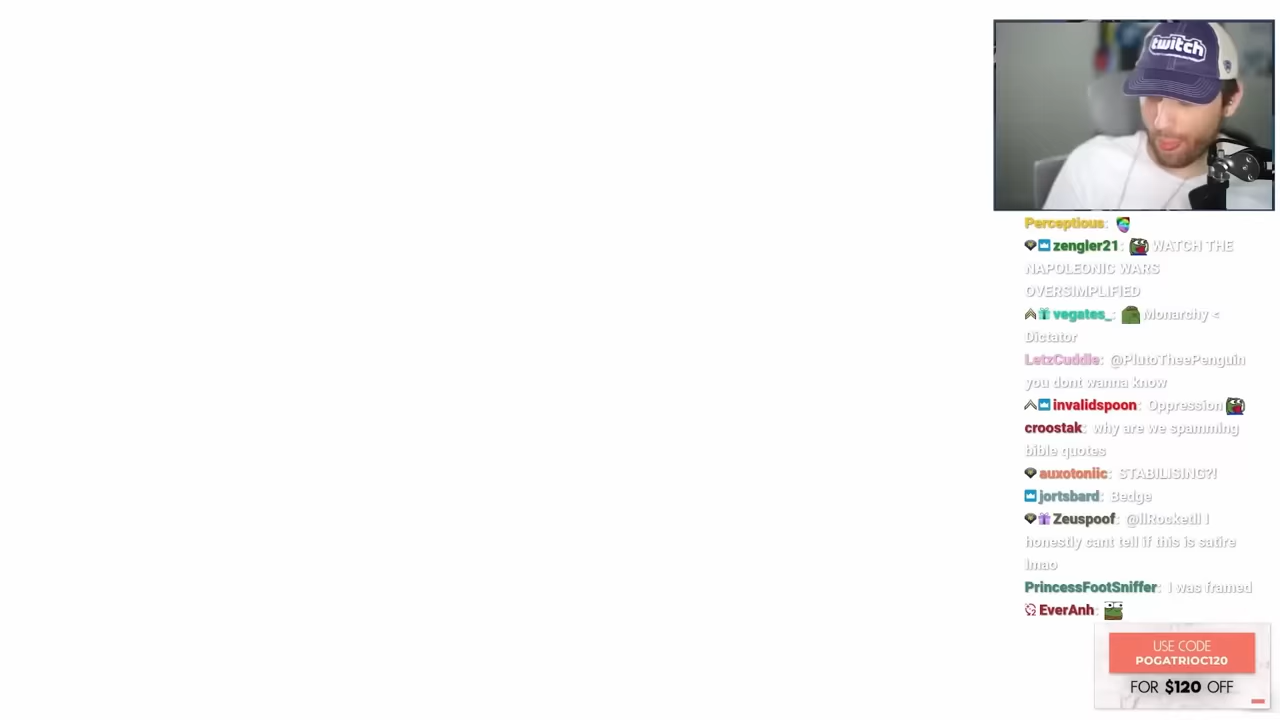 twitch
Perceptious:
zengler21: WATCH THE
NAPOLEONIC WARS
OVERSIMPLIFIED
vegates_: Monarchy <
Dictator
LetzCuddle: @PlutoTheePenguin
you dont wanna know
invalidspoon: Oppression
croostak: why are we spamming
bible quotes
auxotoniic: STABILISING?!
jortsbard: Bedge
Zeuspoof: @llRocketll I
honestly cant tell if this is satire
lmao
PrincessFootSniffer: I was framed
EverAnh:
USE CODE
POGATRIOC120
FOR $120 OFF